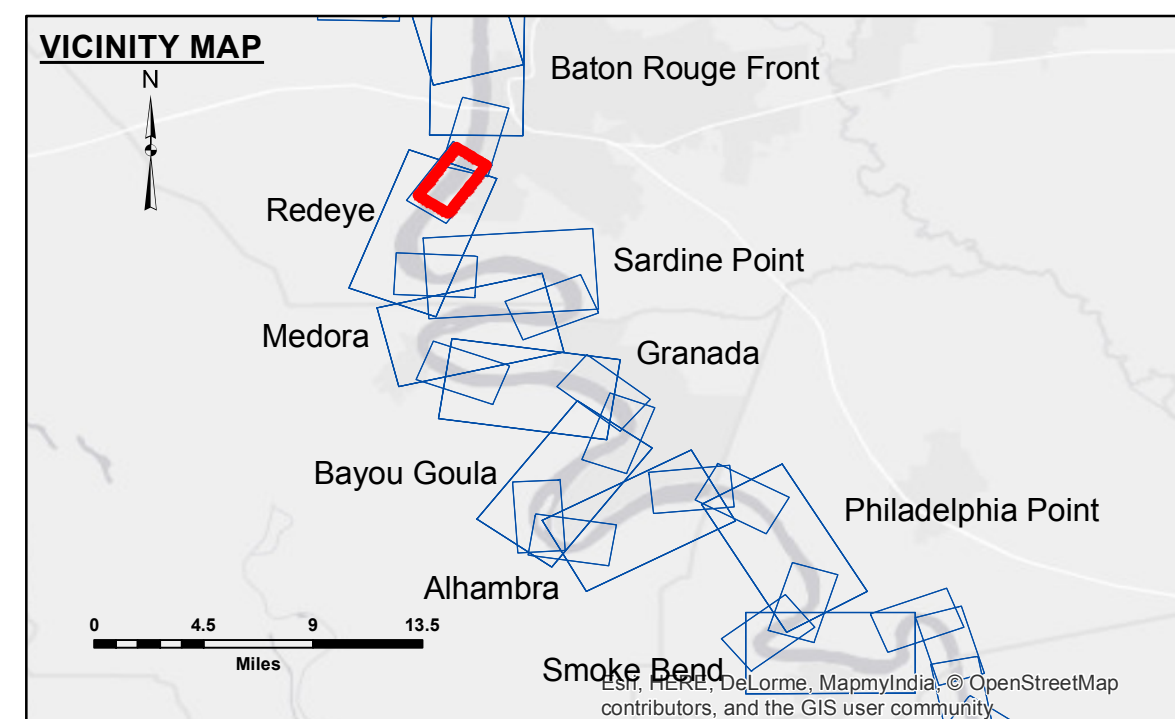 VICINITY MAP
N
Baton Rouge Front
Redeye
Sardine Point
Medora
Granada
Bayou Goula
Philadelphia Point
Alhambra
0 4.5 9 13.5
Miles
Smoke Bend
Esri, HERE, DeLorme, MapmyIndia, © OpenStreetMap
contributors, and the GIS user community